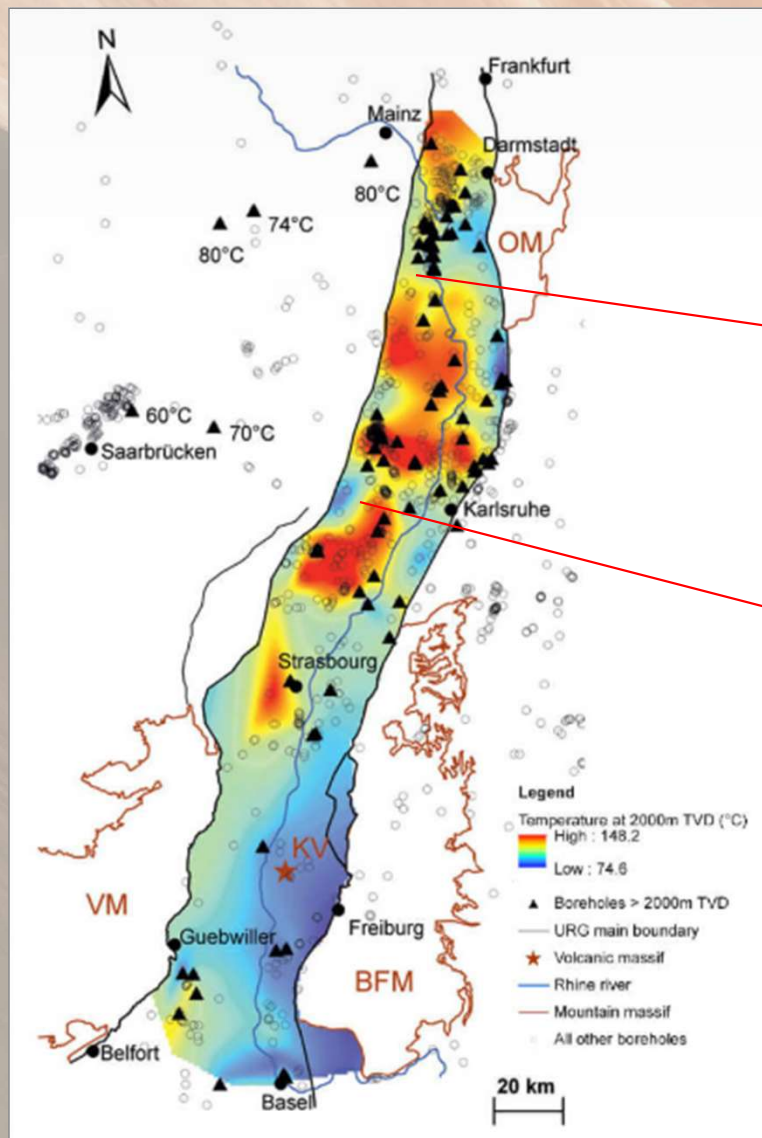 N
Frankfurt
Mainz
Darmstadt
80°C
74°C
80°C
OM
60°C
70°C
Saarbrücken
Karlsruhe
Strasbourg
Legend
Temperature at 2000m TVD (°C)
High : 148.2
Low : 74.6
KV
VM
Boreholes > 2000m TVD
Freiburg
URG main boundary
Guebwiller
Volcanic massif
BFM
Rhine river
Mountain massif
All other boreholes
Belfort
Basel
20 km